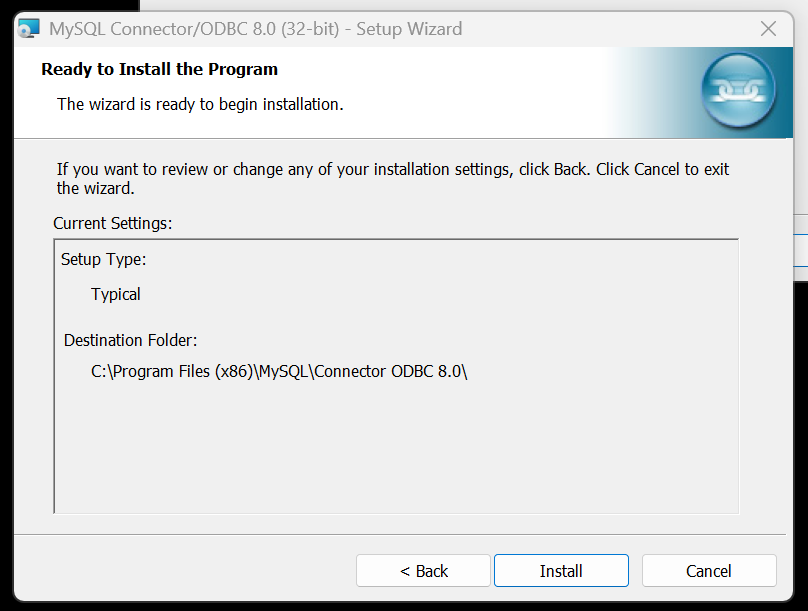 MySQL Connector/ODBC 8.0 (32-bit) - Setup Wizard
Ready to Install the Program
The wizard is ready to begin installation.
If you want to review or change any of your installation settings, click Back. Click Cancel to exit
the wizard.
Current Settings:
Setup Type:
Typical
Destination Folder:
C:\Program Files (x86)\MySQL\Connector ODBC 8.0\
< Back
Install
Cancel